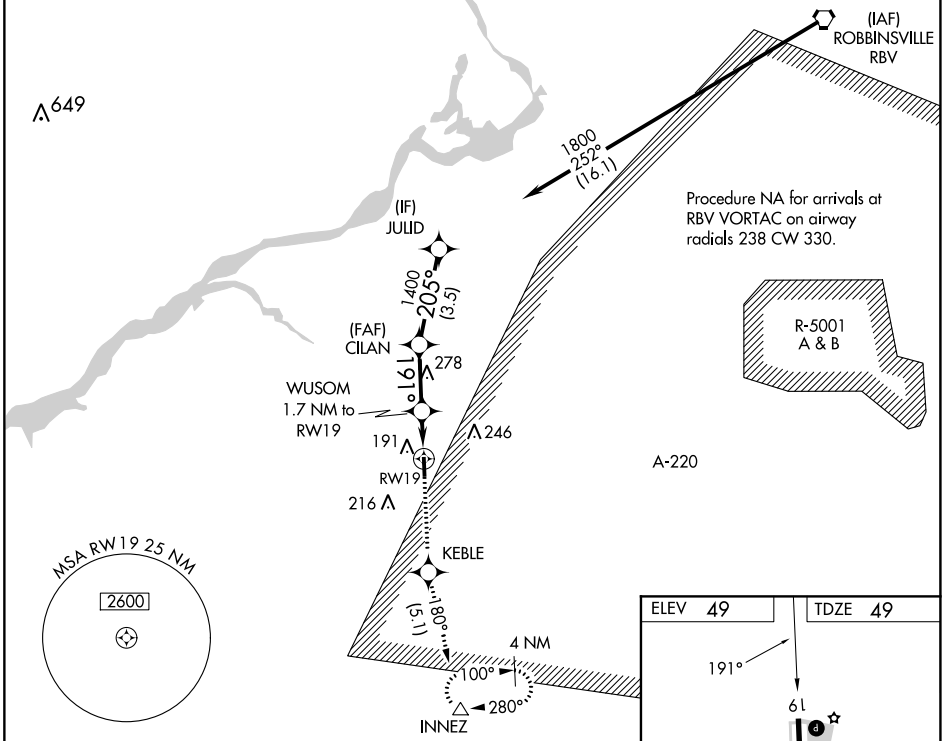 (IAF)
ROBBINSVILLE
RBV
649
1800
252°
(16.1)
Procedure NA for arrivals at
RBV VORTAC on airway
radials 238 CW 330.
(IF)
JULID
1400
205°
(3.5)
R-5001
A & B
(FAF)
CILAN
278
191°
WUSOM
1.7 NM to
RW19
191
246
RW19
A-220
216
KEBLE
MSA RW19 25 NM
2600
180°
(5.1)
4 NM
100°
280°
INNEZ
ELEV 49
TDZE 49
191°
19
P